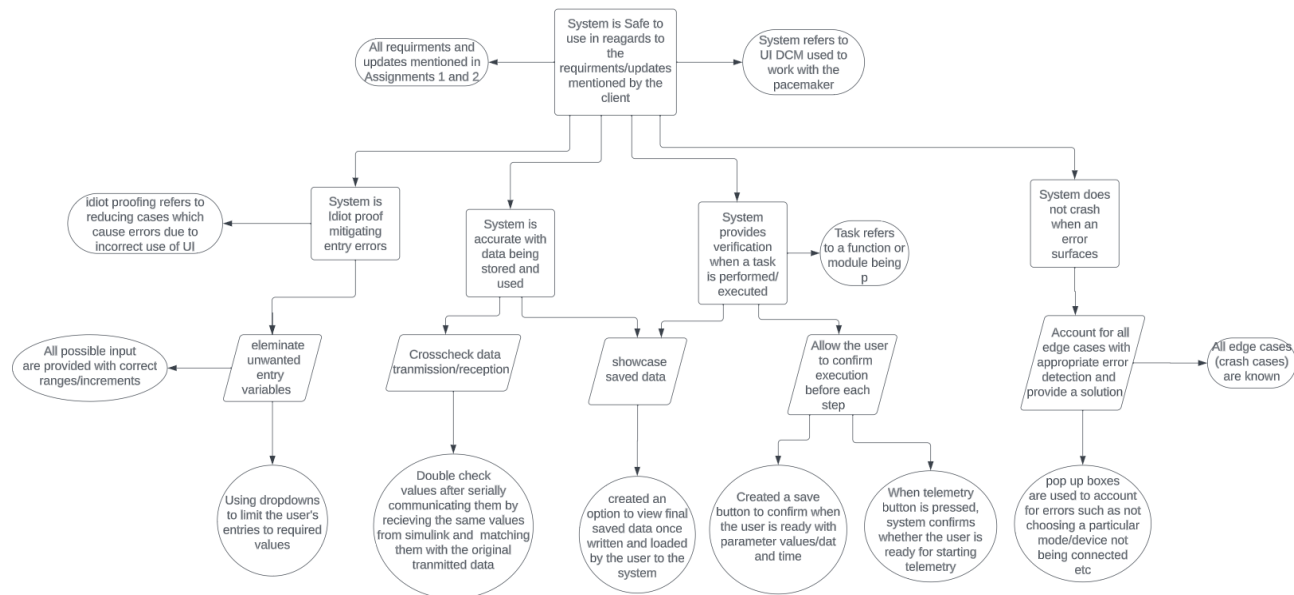 System is Safe to
use in reagards to
the
requirments/updates
mentioned by the
client
All requirments and
updates mentioned in
Assignments 1 and 2
System refers to
UI DCM used to
work with the
pacemaker
idiot proofing refers to
reducing cases which
cause errors due to
incorrect use of UI
System is
Idiot proof
mitigating
entry errors
System is
accurate with
data being
stored and
used
System
provides
verification
when a task
is performed/
executed
Task refers
to a function or
module being
p
System does
not crash when
an error
surfaces
All possible input
are provided with correct
ranges/increments
eleminate
unwanted
entry
variables
Crosscheck data
tranmission/reception
showcase
saved data
Allow the user
to confirm
execution
before each
step
Account for all
edge cases with
appropriate error
detection and
provide a solution
All edge cases
(crash cases)
are known
Using dropdowns
to limit the user's
entries to required
values
Double check
values after serially
communicating them by
recieving the same values
from simulink and matching
them with the original
tranmitted data
created an
option to view final
saved data once
written and loaded
by the user to the
system
Created a save
button to confirm when
the user is ready with
parameter values/dat
and time
When telemetry
button is pressed,
system confirms
whether the user is
ready for starting
telemetry
pop up boxes
are used to account
for errors such as not
choosing a particular
mode/device not
being connected
etc